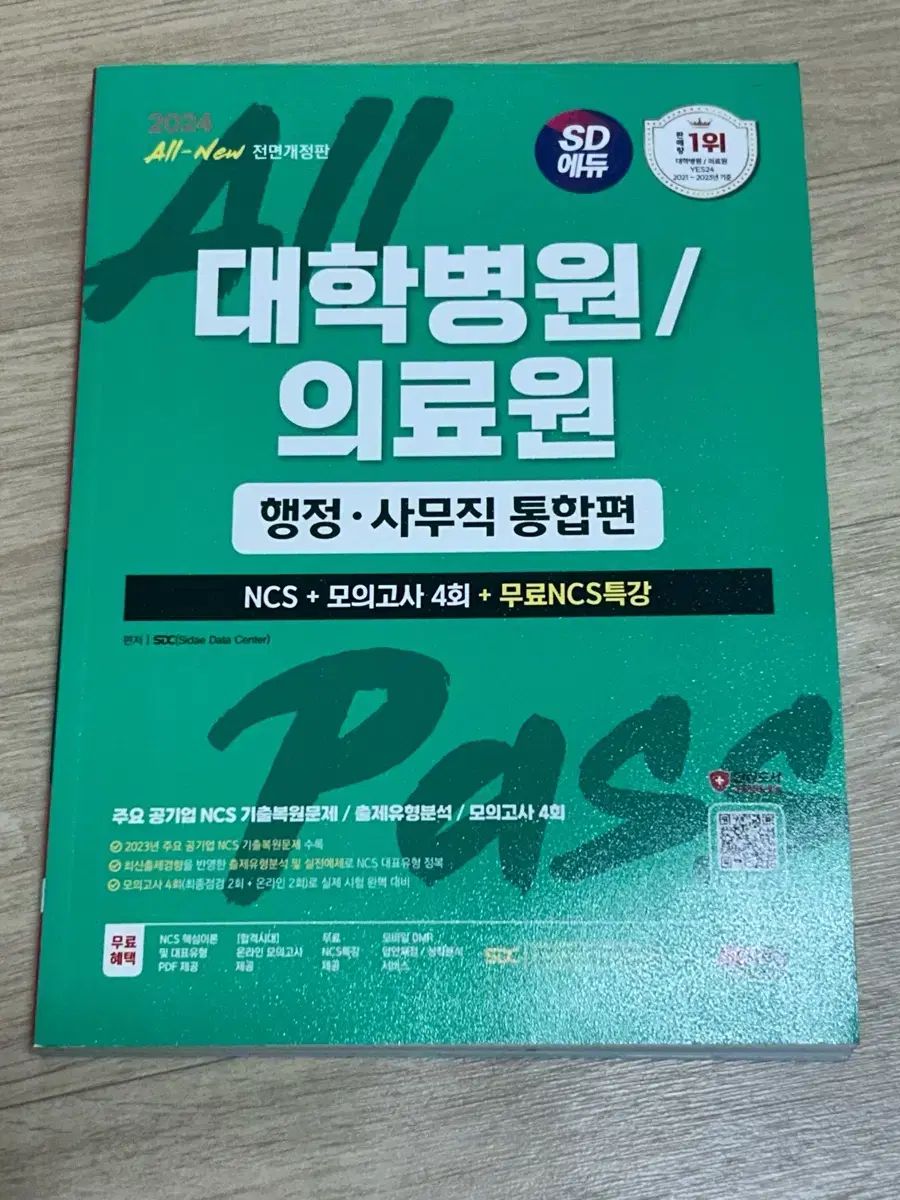 2024
All-New 전면개정판
SD
에듀
판매량 1위
대학병원 / 의료원
YES24
2021 ~ 2023년 기준
All
대학병원/
의료원
행정·사무직 통합편
NCS + 모의고사 4회 + 무료NCS특강
편저 | SDC(Sidae Data Center)
Pass
주요 공기업 NCS 기출복원문제 / 출제유형분석 / 모의고사 4회
2023년 주요 공기업 NCS 기출복원문제 수록
최신출제경향을 반영한 출제유형분석 및 실전예제로 NCS 대표유형 정복
모의고사 4회(최종점검 2회 + 온라인 2회)로 실제 시험 완벽 대비
무료
혜택
NCS 핵심이론
및 대표유형
PDF 제공
[합격시대]
온라인 모의고사
제공
무료
NCS특강
제공
모바일 OMR
답안채점 / 성적분석
서비스
SDC